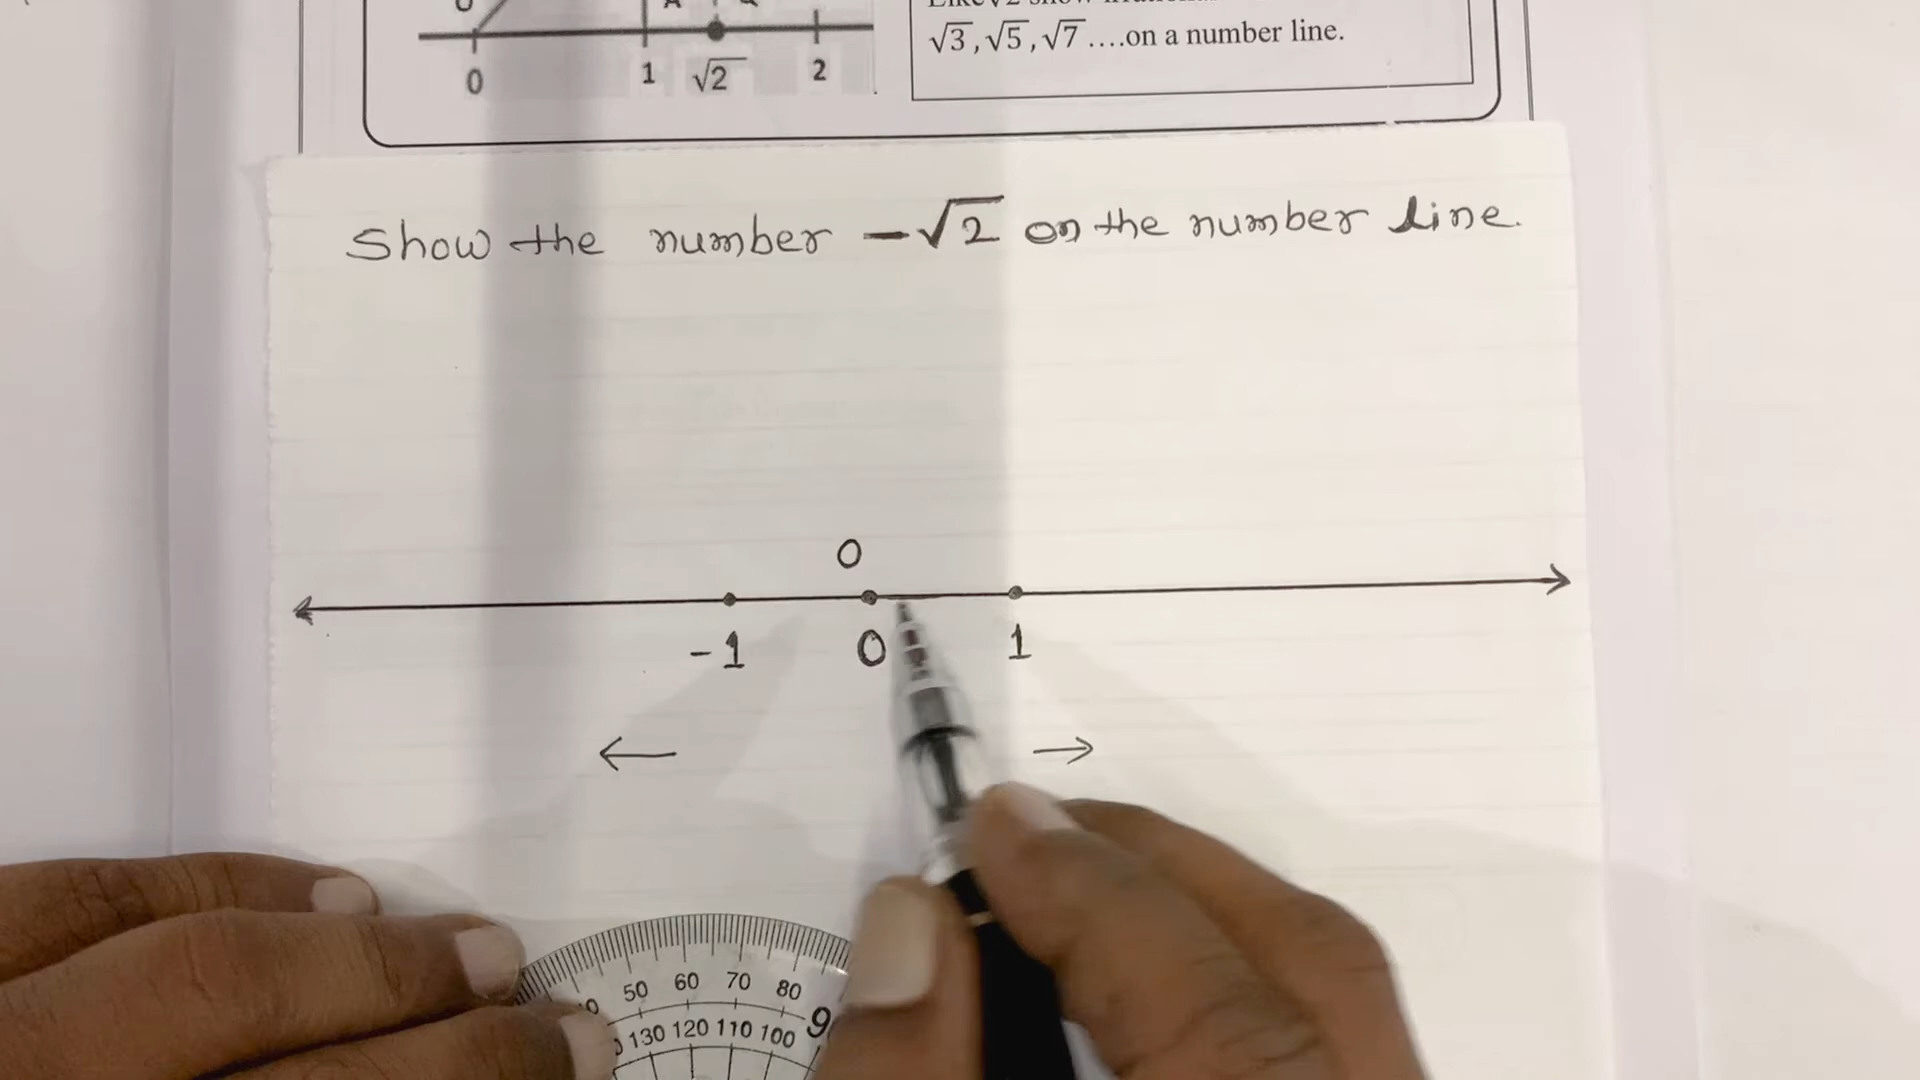 0 1 √2 2
√3, √5, √7 ....on a number line.
Show the number -√2 on the number line.
0
-1 0 1
50 60 70 80 9
130 120 110 100